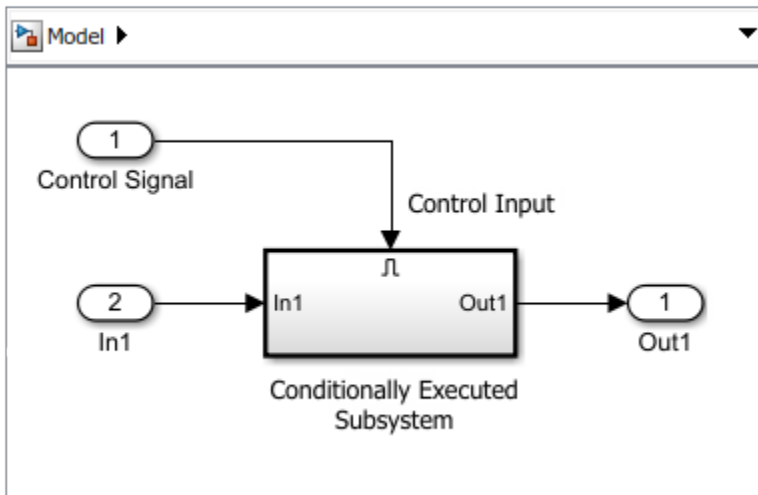 Model
1
Control Signal
Control Input
2
In1
In1
Out1
1
Out1
Conditionally Executed
Subsystem